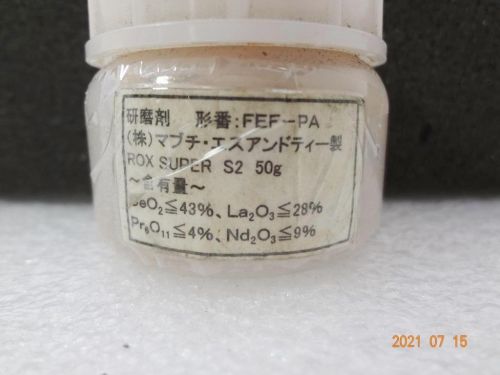 研磨剤 形番:FEF-PA
(株)マブチ・エスアンドティー製
ROX SUPER S2 50g
~含有量~
CeO₂≦43%、La₂O₃≦28%
Pr₆O₁₁≦4%、Nd₂O₃≦9%
2021 07 15